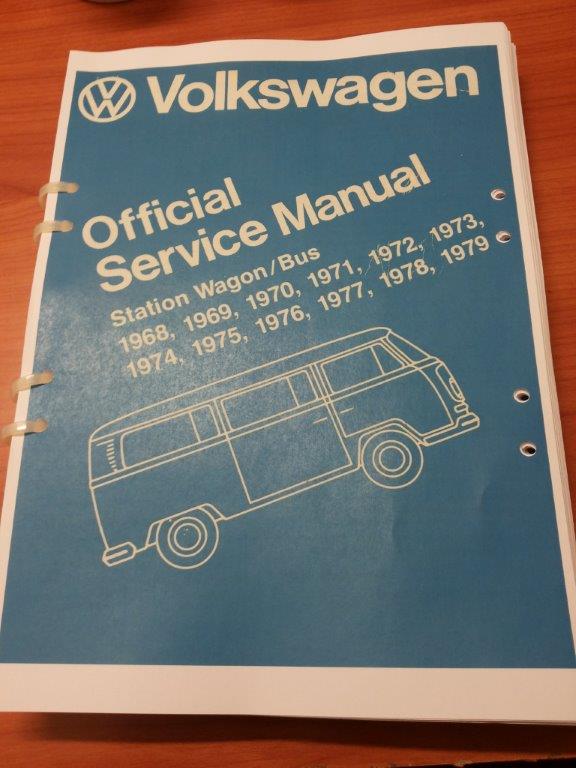 VW Volkswagen
Official
Service Manual
Station Wagon/Bus
1968, 1969, 1970, 1971, 1972, 1973,
1974, 1975, 1976, 1977, 1978, 1979